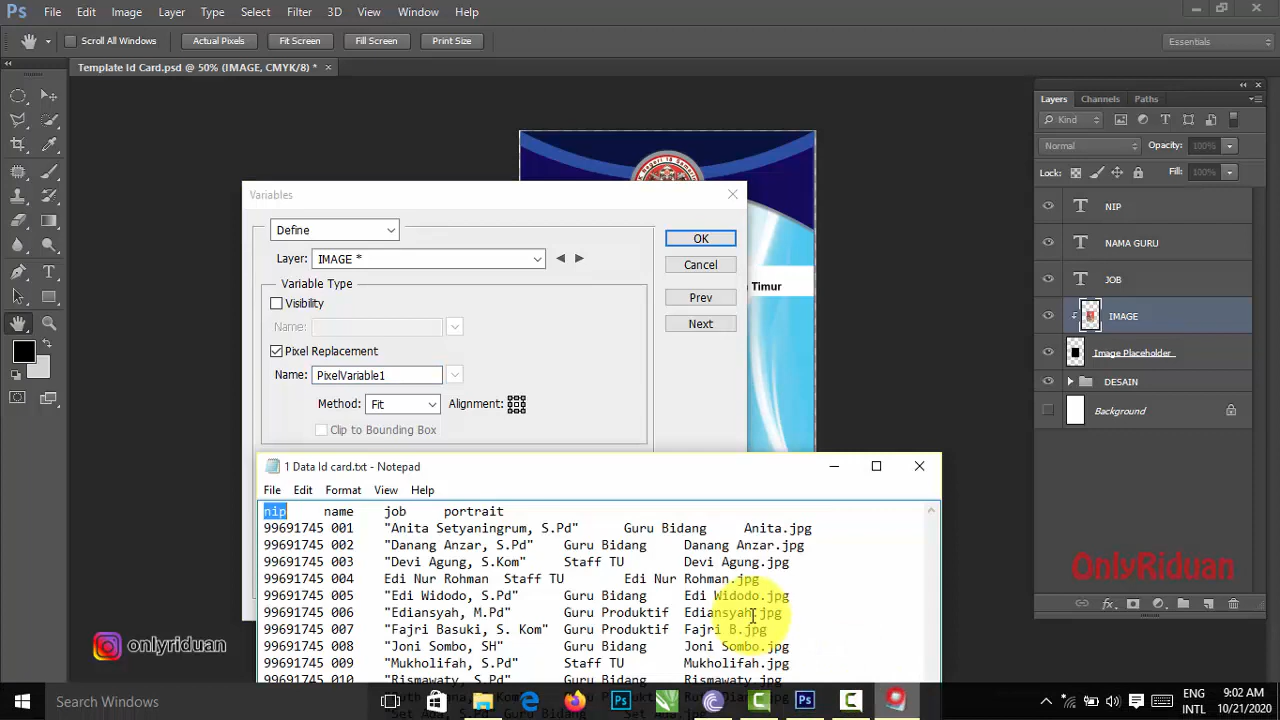 Ps File Edit Image Layer Type Select Filter 3D View Window Help
Scroll All Windows Actual Pixels Fit Screen Fill Screen Print Size Essentials
Template Id Card.psd @ 50% (IMAGE, CMYK/8) * ×
Layers Channels Paths
Kind
Normal Opacity: 100%
Lock: Fill: 100%
NIP
NAMA GURU
JOB
IMAGE
Image Placeholder
DESAIN
Background
Timur
Variables
Define
OK
Layer: IMAGE *
Cancel
Variable Type
Visibility
Prev
Name:
Next
Pixel Replacement
Name: PixelVariable1
Method: Fit Alignment:
Clip to Bounding Box
1 Data Id card.txt - Notepad
File Edit Format View Help
nip name job portrait
99691745 001 "Anita Setyaningrum, S.Pd" Guru Bidang Anita.jpg
99691745 002 "Danang Anzar, S.Pd" Guru Bidang Danang Anzar.jpg
99691745 003 "Devi Agung, S.Kom" Staff TU Devi Agung.jpg
99691745 004 Edi Nur Rohman Staff TU Edi Nur Rohman.jpg
99691745 005 "Edi Widodo, S.Pd" Guru Bidang Edi Widodo.jpg
99691745 006 "Ediansyah, M.Pd" Guru Produktif Ediansyah.jpg
99691745 007 "Fajri Basuki, S. Kom" Guru Produktif Fajri B.jpg
99691745 008 "Joni Sombo, SH" Guru Bidang Joni Sombo.jpg
99691745 009 "Mukholifah, S.Pd" Staff TU Mukholifah.jpg
99691745 010 "Rismawaty, S.Pd" Guru Bidang Rismawaty.jpg
OnlyRiduan
onlyriduan
Search Windows
ENG 9:02 AM
INTL 10/21/2020